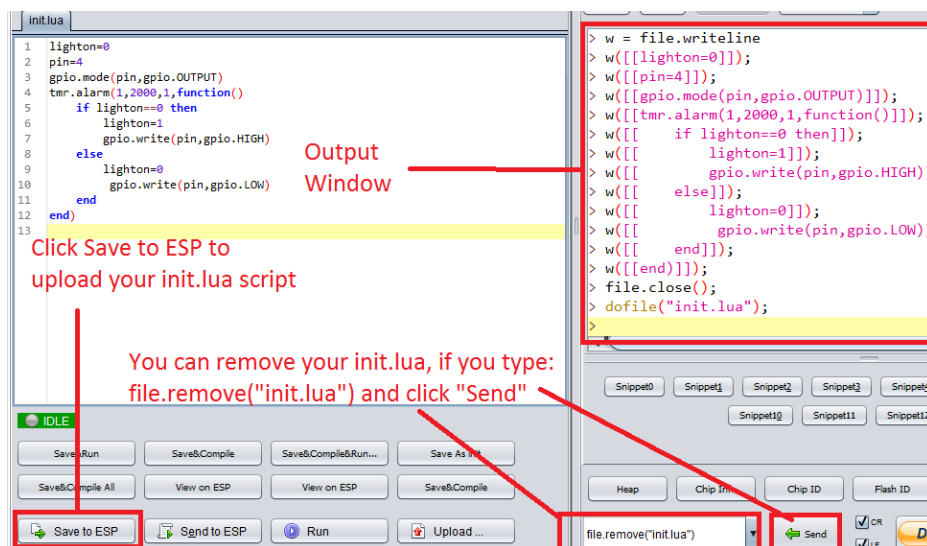 init.lua
1 lighton=0
2 pin=4
3 gpio.mode(pin,gpio.OUTPUT)
4 tmr.alarm(1,2000,1,function()
5     if lighton==0 then
6         lighton=1
7         gpio.write(pin,gpio.HIGH)
8     else
9         lighton=0
10         gpio.write(pin,gpio.LOW)
11     end
12 end)
13
Output
Window
Click Save to ESP to
upload your init.lua script
You can remove your init.lua, if you type:
file.remove("init.lua") and click "Send"
IDLE
Save&Run Save&Compile Save&Compile&Run... Save As Init
Save&Compile All View on ESP View on ESP Save&Compile
Save to ESP Send to ESP Run Upload ...
> w = file.writeline
> w([[lighton=0]]);
> w([[pin=4]]);
> w([[gpio.mode(pin,gpio.OUTPUT)]]);
> w([[tmr.alarm(1,2000,1,function()]]);
> w([[    if lighton==0 then]]);
> w([[        lighton=1]]);
> w([[        gpio.write(pin,gpio.HIGH)]
> w([[    else]]);
> w([[        lighton=0]]);
> w([[         gpio.write(pin,gpio.LOW)]
> w([[    end]]);
> w([[end)]]);
> file.close();
> dofile("init.lua");
>
Snippet0 Snippet1 Snippet2 Snippet3 Snippet
Snippet10 Snippet11 Snippet12
Heap Chip Info Chip ID Flash ID
file.remove("init.lua") Send CR
LF